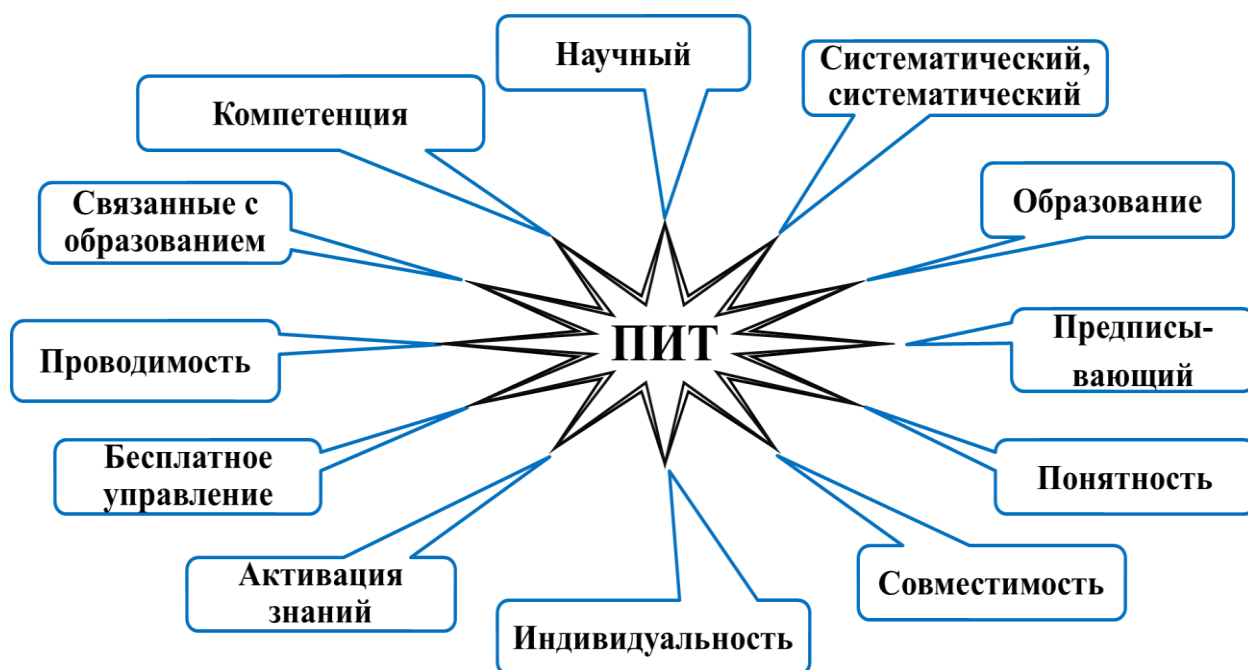 Научный
Систематический,
систематический
Компетенция
Образование
Связанные с
образованием
ПИТ
Предписы-
вающий
Проводимость
Бесплатное
управление
Понятность
Активация
знаний
Совместимость
Индивидуальность